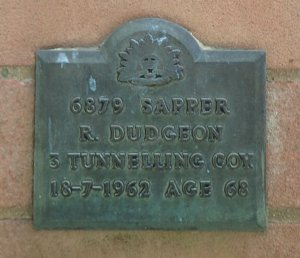 6879 SAPPER
R. DUDGEON
3 TUNNELLING COY
18-7-1962 AGE 68